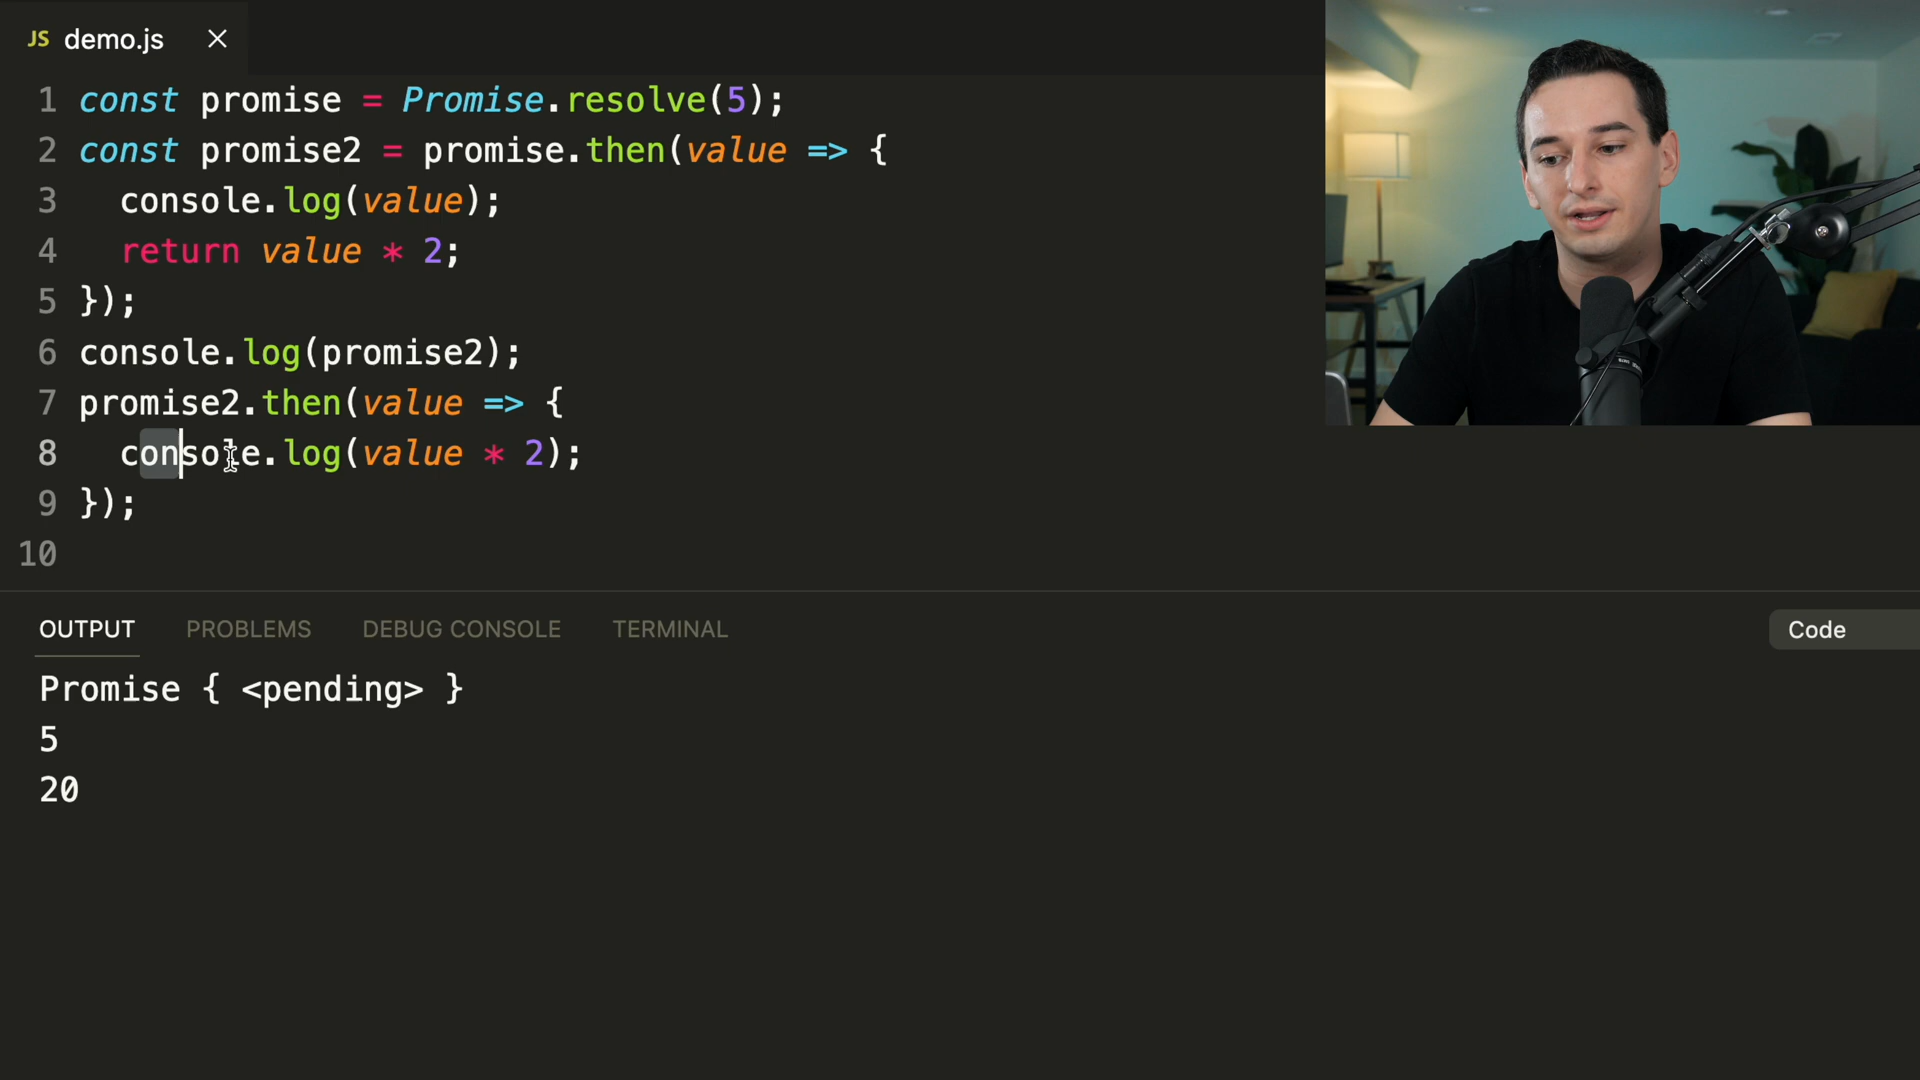 JS demo.js
1 const promise = Promise.resolve(5);
2 const promise2 = promise.then(value => {
3   console.log(value);
4   return value * 2;
5 });
6 console.log(promise2);
7 promise2.then(value => {
8   console.log(value * 2);
9 });
10
OUTPUT PROBLEMS DEBUG CONSOLE TERMINAL Code
Promise { <pending> }
5
20